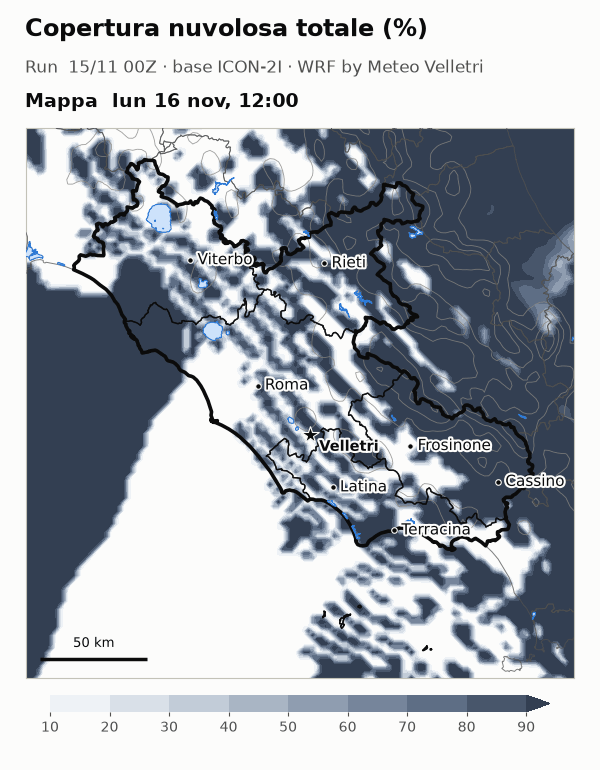 Copertura nuvolosa totale (%)
Run 15/11 00Z · base ICON-2I · WRF by Meteo Velletri
Mappa lun 16 nov, 12:00
Viterbo
Rieti
Roma
Velletri
Frosinone
Latina
Cassino
Terracina
50 km
10 20 30 40 50 60 70 80 90